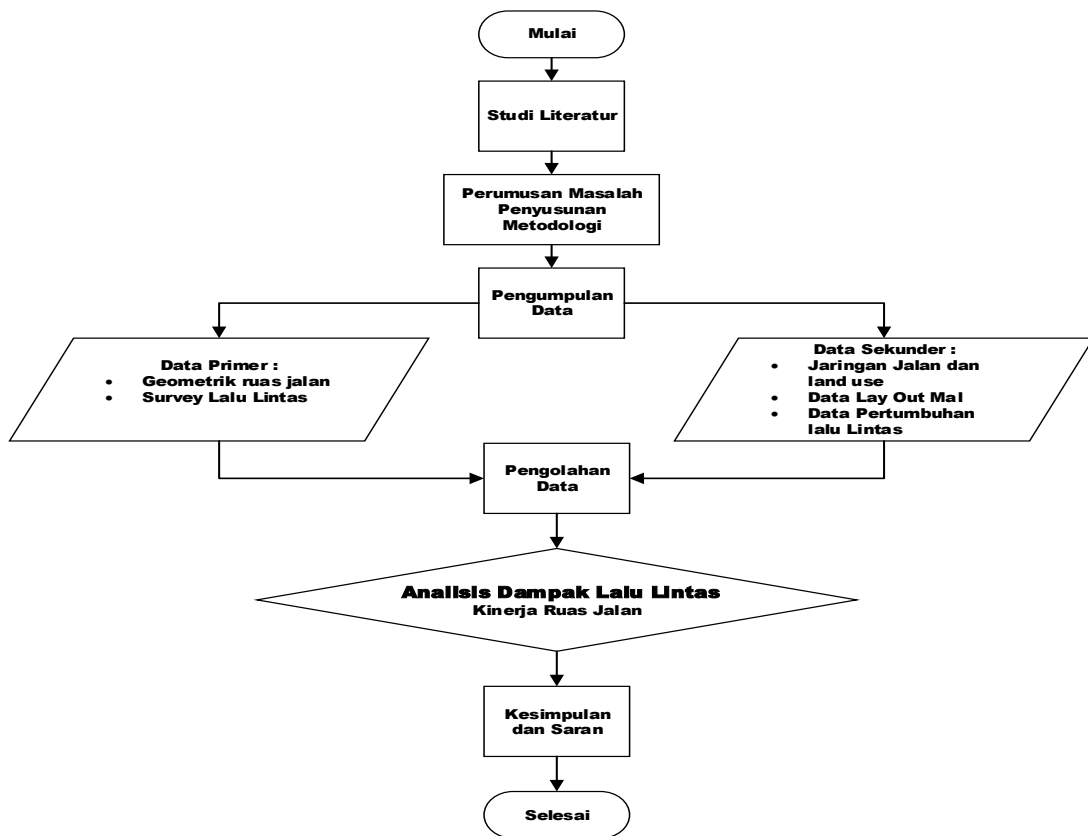 Mulai
Studi Literatur
Perumusan Masalah
Penyusunan
Metodologi
Pengumpulan
Data
Data Primer :
• Geometrik ruas jalan
• Survey Lalu Lintas
Data Sekunder :
• Jaringan Jalan dan
land use
• Data Lay Out Mal
• Data Pertumbuhan
lalu Lintas
Pengolahan
Data
Analisis Dampak Lalu Lintas
Kinerja Ruas Jalan
Kesimpulan
dan Saran
Selesai